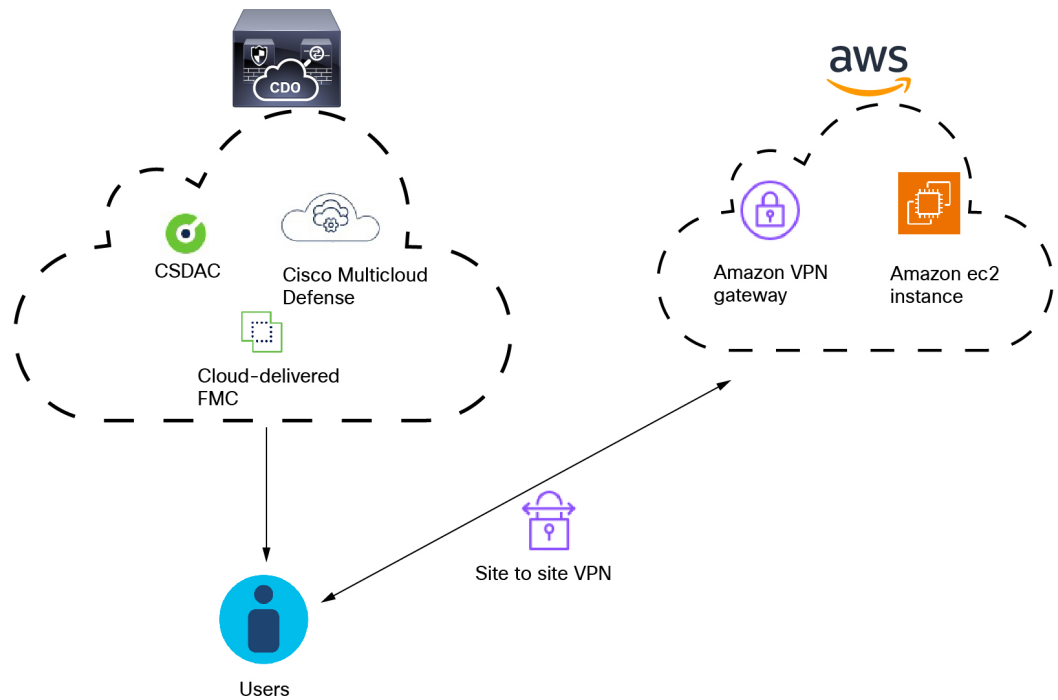 CDO
aws
CSDAC
Cisco Multicloud
Defense
Amazon VPN
gateway
Amazon ec2
instance
Cloud-delivered
FMC
Site to site VPN
Users